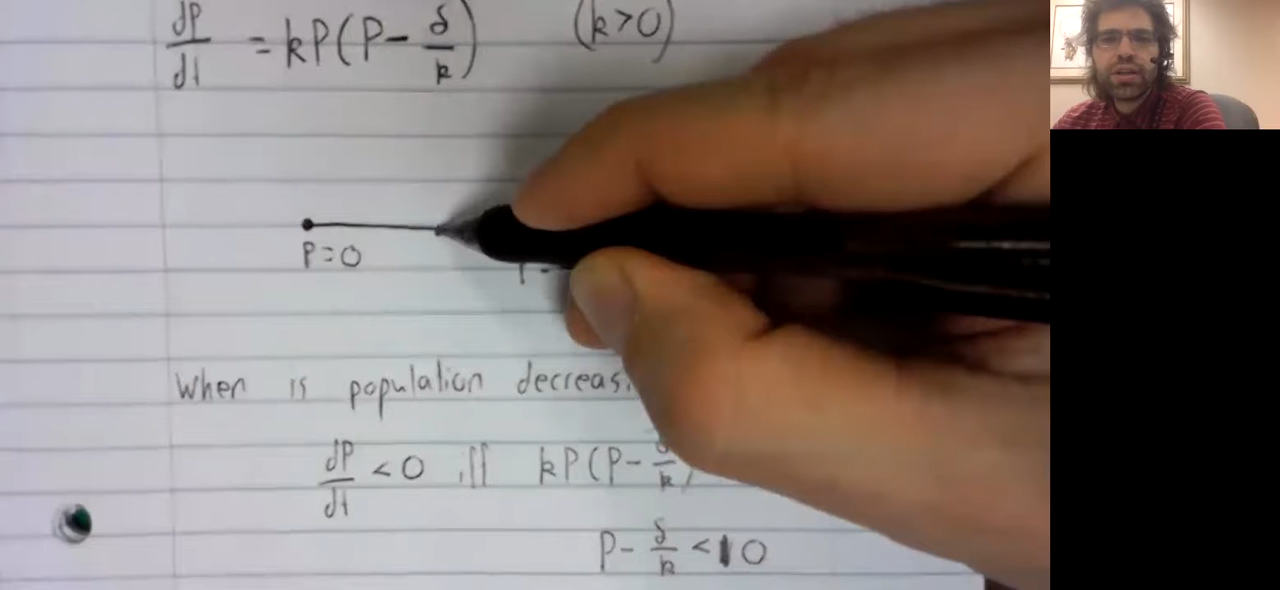 dP/dt = kP(P - δ/k) (k>0)
P=0
When is population decreas
dP/dt < 0 iff kP(P - δ/k)
P - δ/k < 0